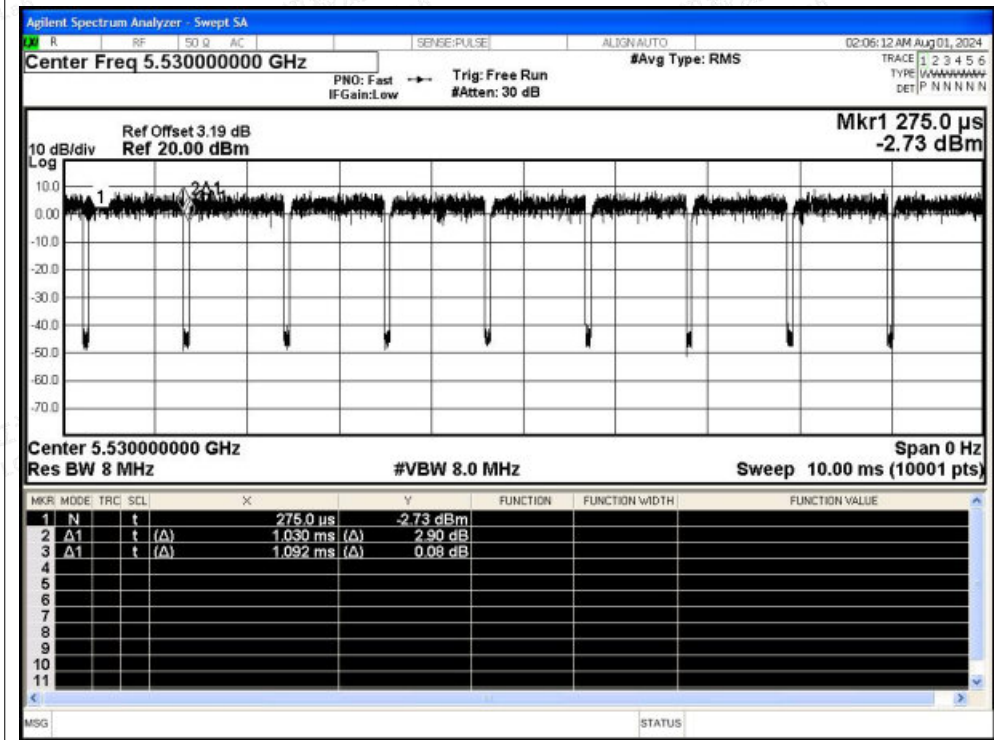 Agilent Spectrum Analyzer - Swept SA
R RF 50 Ω AC SENSE:PULSE ALIGN AUTO 02:06:12 AM Aug 01, 2024
Center Freq 5.530000000 GHz
PNO: Fast
IFGain:Low
Trig: Free Run
#Atten: 30 dB
#Avg Type: RMS
TRACE 1 2 3 4 5 6
TYPE
DET P N N N N N
Ref Offset 3.19 dB
10 dB/div Ref 20.00 dBm
Log
Mkr1 275.0 µs
-2.73 dBm
10.0
0.00
-10.0
-20.0
-30.0
-40.0
-50.0
-60.0
-70.0
1
2Δ1
Center 5.530000000 GHz Span 0 Hz
Res BW 8 MHz #VBW 8.0 MHz Sweep 10.00 ms (10001 pts)
MKR MODE TRC SCL X Y FUNCTION FUNCTION WIDTH FUNCTION VALUE
1 N t 275.0 µs -2.73 dBm
2 Δ1 t (Δ) 1.030 ms (Δ) 2.90 dB
3 Δ1 t (Δ) 1.092 ms (Δ) 0.08 dB
4
5
6
7
8
9
10
11
MSG STATUS